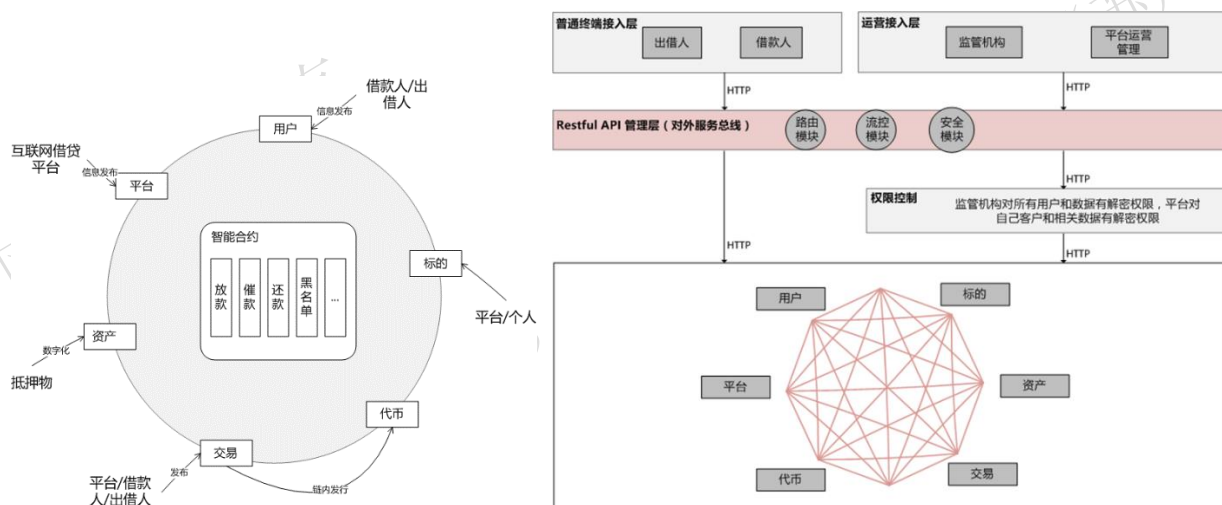 借款人/出
借人
信息发布
用户
互联网借贷
平台
信息发布
平台
智能合约
放款
催款
还款
黑名单
...
标的
平台/个人
资产
数字化
抵押物
代币
交易
发布
平台/借款
人/出借人
链内发行
普通终端接入层
出借人
借款人
运营接入层
监管机构
平台运营
管理
HTTP
HTTP
Restful API 管理层（对外服务总线）
路由
模块
流控
模块
安全
模块
HTTP
权限控制
监管机构对所有用户和数据有解密权限，平台对
自己客户和相关数据有解密权限
HTTP
HTTP
用户
标的
平台
资产
代币
交易